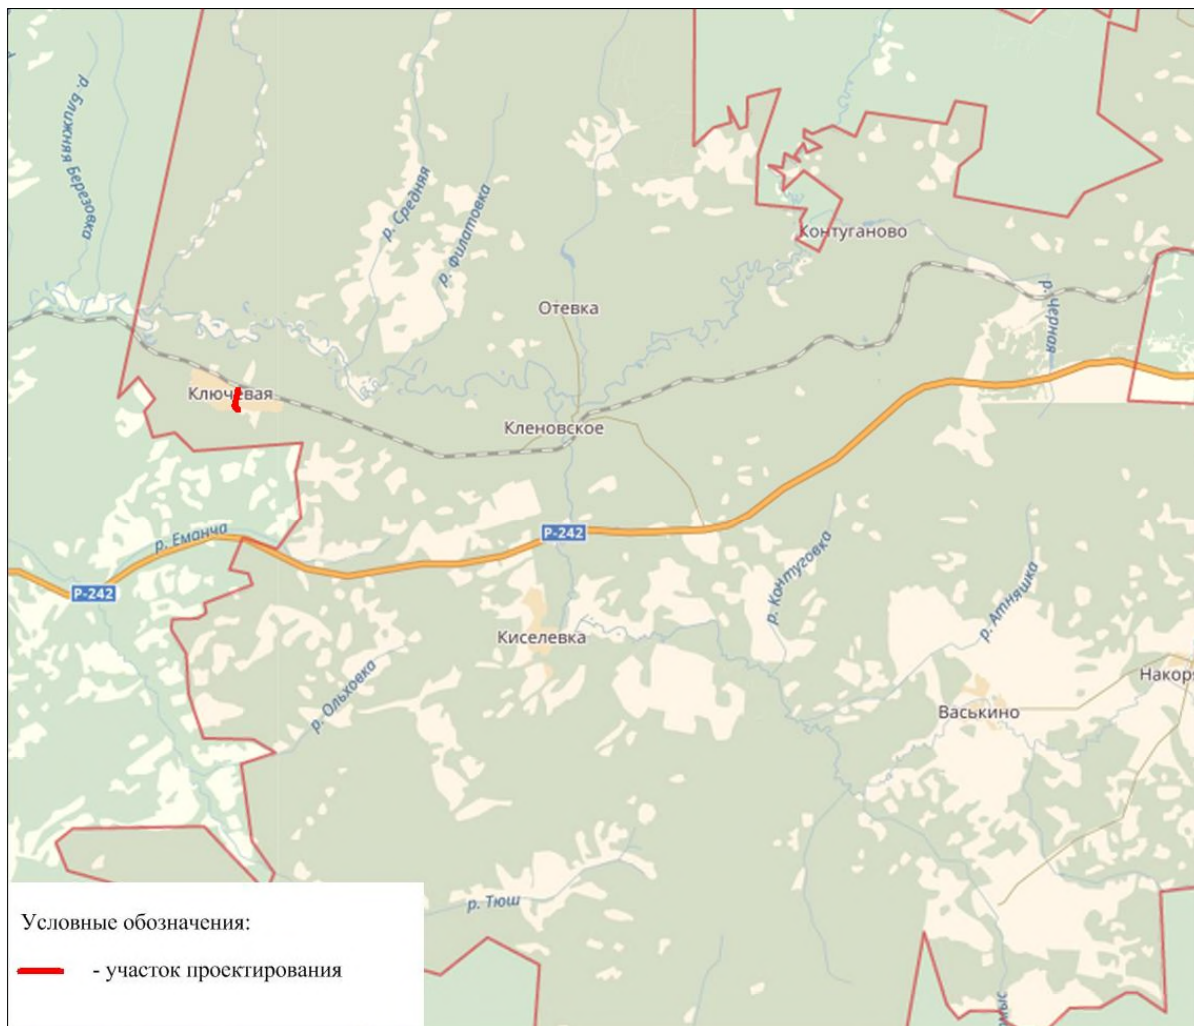 р. Ближняя Березовка
р. Средняя
р. Филатовка
Контуганово
р. Черная
Отевка
Ключевая
Кленовское
Р-242
р. Еманча
Р-242
р. Контуговка
р. Атняшка
Киселевка
р. Ольховка
Накоря
Васькино
р. Тюш
Условные обозначения:
- участок проектирования